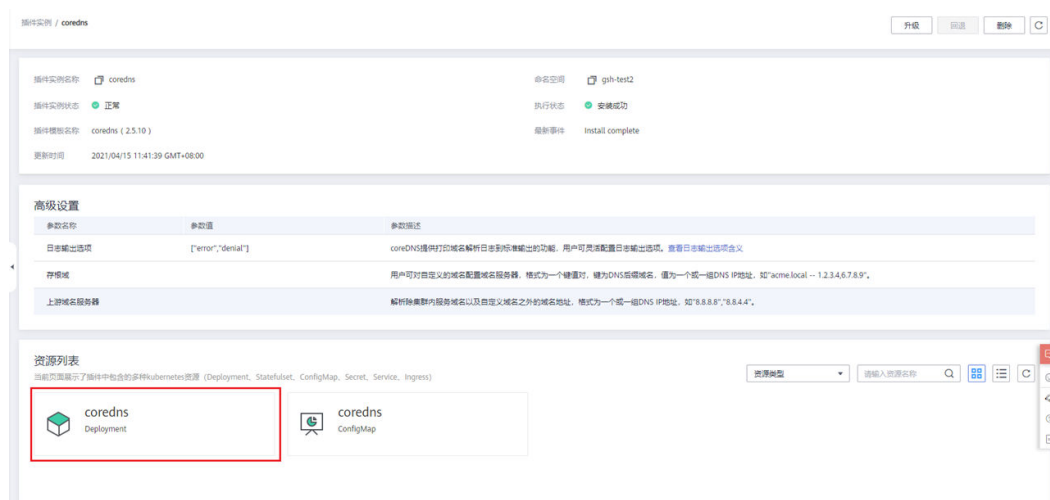 插件实例 / coredns
升级 回退 删除
插件实例名称 coredns 命名空间 gsh-test2
插件实例状态 正常 执行状态 安装成功
插件模板名称 coredns ( 2.5.10 ) 最新事件 Install complete
更新时间 2021/04/15 11:41:39 GMT+08:00
高级设置
参数名称 参数值 参数描述
日志输出选项 ["error","denial"] coreDNS提供打印域名解析日志到标准输出的功能，用户可灵活配置日志输出选项。查看日志输出选项含义
存根域 用户可对自定义的域名配置域名服务器，格式为一个键值对，键为DNS后缀域名，值为一个或一组DNS IP地址，如"acme.local -- 1.2.3.4,6.7.8.9"。
上游域名服务器 解析除集群内服务域名以及自定义域名之外的域名地址，格式为一个或一组DNS IP地址，如"8.8.8.8","8.8.4.4"。
资源列表
当前页面展示了插件中包含的多种kubernetes资源（Deployment、Statefulset、ConfigMap、Secret、Service、Ingress）
资源类型 请输入资源名称
coredns
Deployment
coredns
ConfigMap